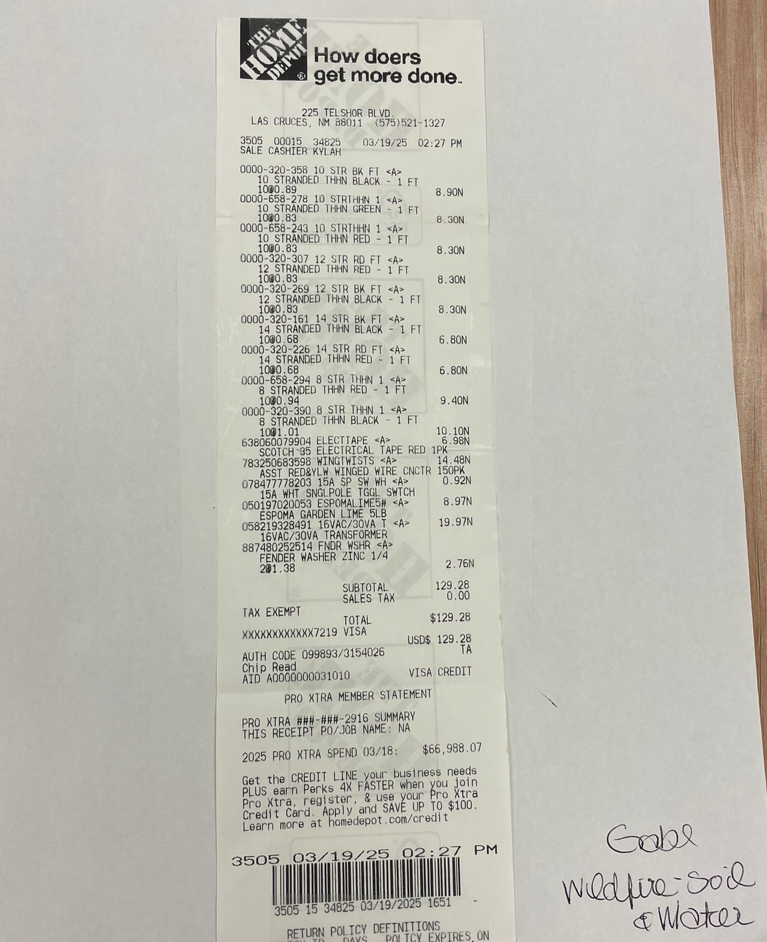 THE
HOME
DEPOT
®
How doers
get more done™
225 TELSHOR BLVD.
LAS CRUCES, NM 88011 (575)521-1327
3505 00015 34825 03/19/25 02:27 PM
SALE CASHIER KYLAH
0000-320-358 10 STR BK FT <A>
10 STRANDED THHN BLACK - 1 FT
10@0.89 8.90N
0000-658-278 10 STRTHHN 1 <A>
10 STRANDED THHN GREEN - 1 FT
10@0.83 8.30N
0000-658-243 10 STRTHHN 1 <A>
10 STRANDED THHN RED - 1 FT
10@0.83 8.30N
0000-320-307 12 STR RD FT <A>
12 STRANDED THHN RED - 1 FT
10@0.83 8.30N
0000-320-269 12 STR BK FT <A>
12 STRANDED THHN BLACK - 1 FT
10@0.83 8.30N
0000-320-161 14 STR BK FT <A>
14 STRANDED THHN BLACK - 1 FT
10@0.68 6.80N
0000-320-226 14 STR RD FT <A>
14 STRANDED THHN RED - 1 FT
10@0.68 6.80N
0000-658-294 8 STR THHN 1 <A>
8 STRANDED THHN RED - 1 FT
10@0.94 9.40N
0000-320-390 8 STR THHN 1 <A>
8 STRANDED THHN BLACK - 1 FT
10@1.01 10.10N
638060079904 ELECTTAPE <A> 6.98N
SCOTCH 35 ELECTRICAL TAPE RED 1PK
783250683598 WINGTWISTS <A> 14.48N
ASST RED&YLW WINGED WIRE CNCTR 150PK
078477778203 15A SP SW WH <A> 0.92N
15A WHT SNGLPOLE TGGL SWTCH
050197020053 ESPOMALIME5# <A> 8.97N
ESPOMA GARDEN LIME 5LB
058219328491 16VAC/30VA T <A> 19.97N
16VAC/30VA TRANSFORMER
887480252514 FNDR WSHR <A>
FENDER WASHER ZINC 1/4
2@1.38 2.76N
SUBTOTAL 129.28
SALES TAX 0.00
TAX EXEMPT
TOTAL $129.28
XXXXXXXXXXXX7219 VISA
USD$ 129.28
AUTH CODE 099893/3154026 TA
Chip Read
AID A0000000031010 VISA CREDIT
PRO XTRA MEMBER STATEMENT
PRO XTRA ###-###-2916 SUMMARY
THIS RECEIPT PO/JOB NAME: NA
2025 PRO XTRA SPEND 03/18: $66,988.07
Get the CREDIT LINE your business needs
PLUS earn Perks 4X FASTER when you join
Pro Xtra, register, & use your Pro Xtra
Credit Card. Apply and SAVE UP TO $100.
Learn more at homedepot.com/credit
3505 03/19/25 02:27 PM
3505 15 34825 03/19/2025 1651
RETURN POLICY DEFINITIONS
DAYS POLICY EXPIRES ON
Gabe
Wildfire-Soil
& Water